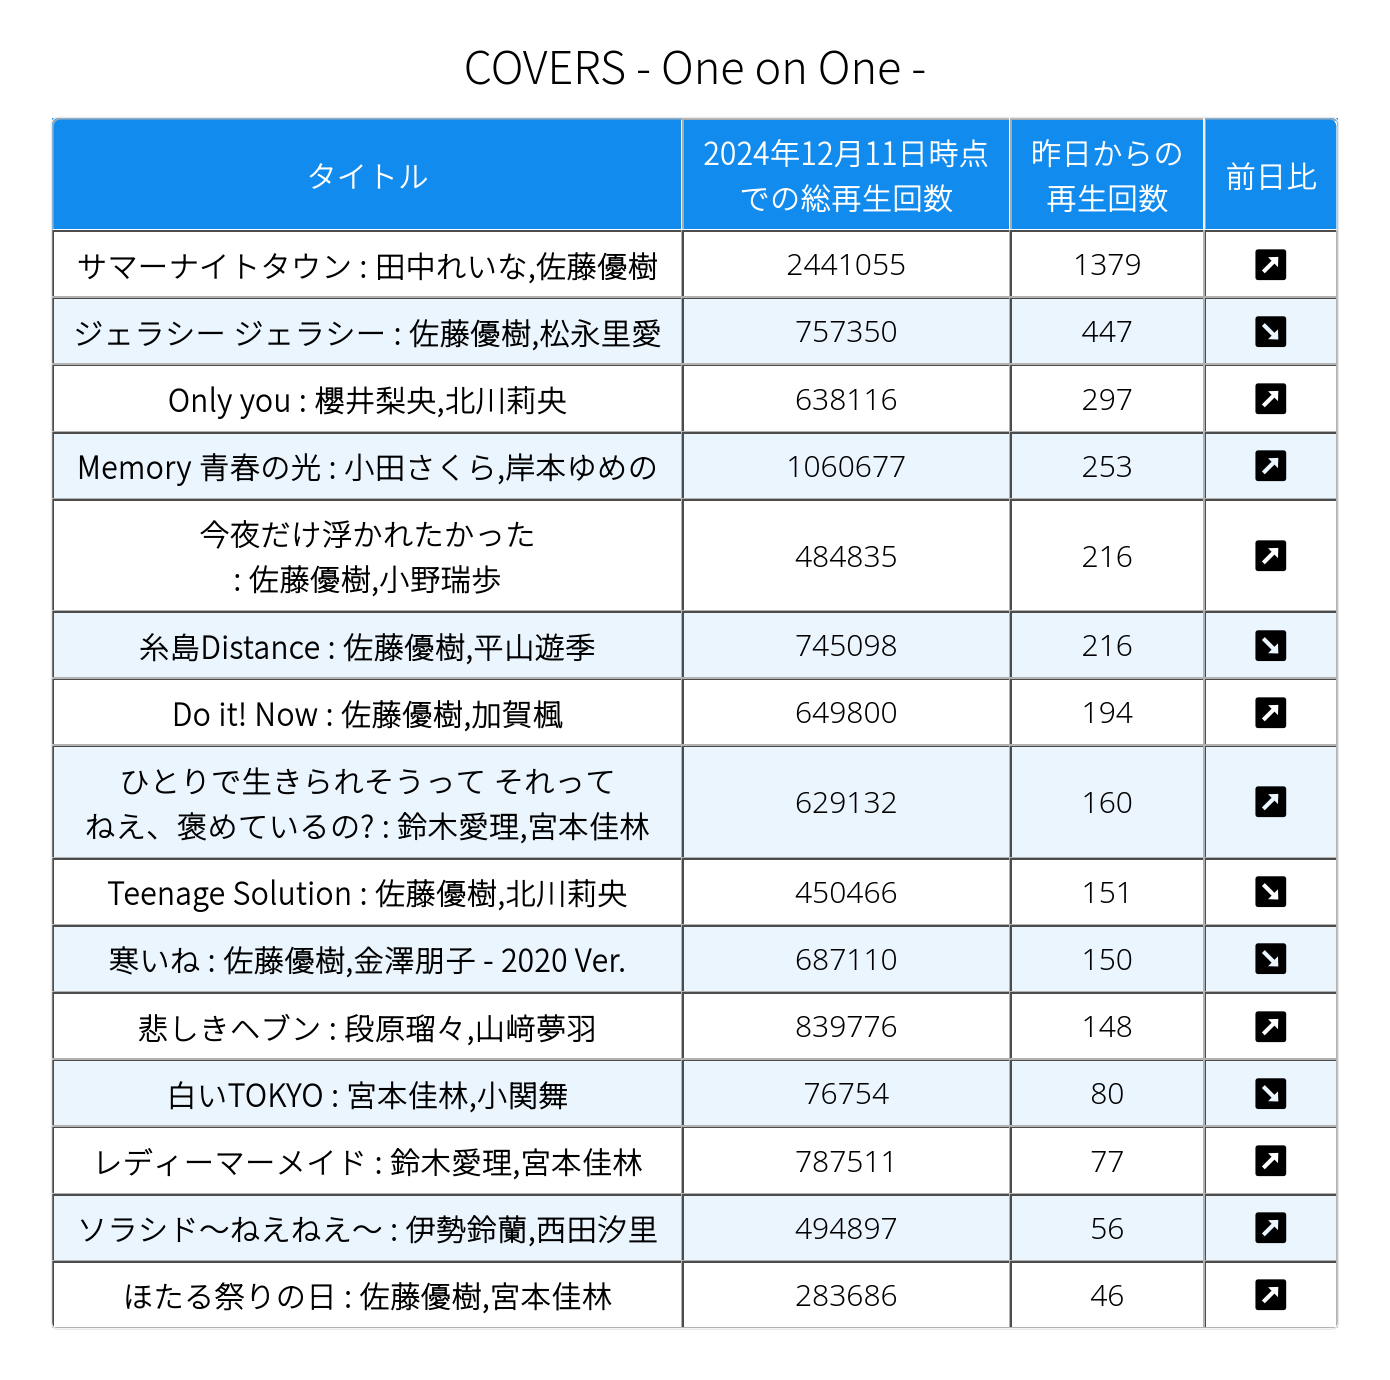 COVERS - One on One -
タイトル
2024年12月11日時点
での総再生回数
昨日からの
再生回数
前日比
サマーナイトタウン : 田中れいな,佐藤優樹
2441055
1379
ジェラシー ジェラシー : 佐藤優樹,松永里愛
757350
447
Only you : 櫻井梨央,北川莉央
638116
297
Memory 青春の光 : 小田さくら,岸本ゆめの
1060677
253
今夜だけ浮かれたかった
: 佐藤優樹,小野瑞歩
484835
216
糸島Distance : 佐藤優樹,平山遊季
745098
216
Do it! Now : 佐藤優樹,加賀楓
649800
194
ひとりで生きられそうって それって
ねえ、褒めているの? : 鈴木愛理,宮本佳林
629132
160
Teenage Solution : 佐藤優樹,北川莉央
450466
151
寒いね : 佐藤優樹,金澤朋子 - 2020 Ver.
687110
150
悲しきヘブン : 段原瑠々,山﨑夢羽
839776
148
白いTOKYO : 宮本佳林,小関舞
76754
80
レディーマーメイド : 鈴木愛理,宮本佳林
787511
77
ソラシド〜ねえねえ〜 : 伊勢鈴蘭,西田汐里
494897
56
ほたる祭りの日 : 佐藤優樹,宮本佳林
283686
46